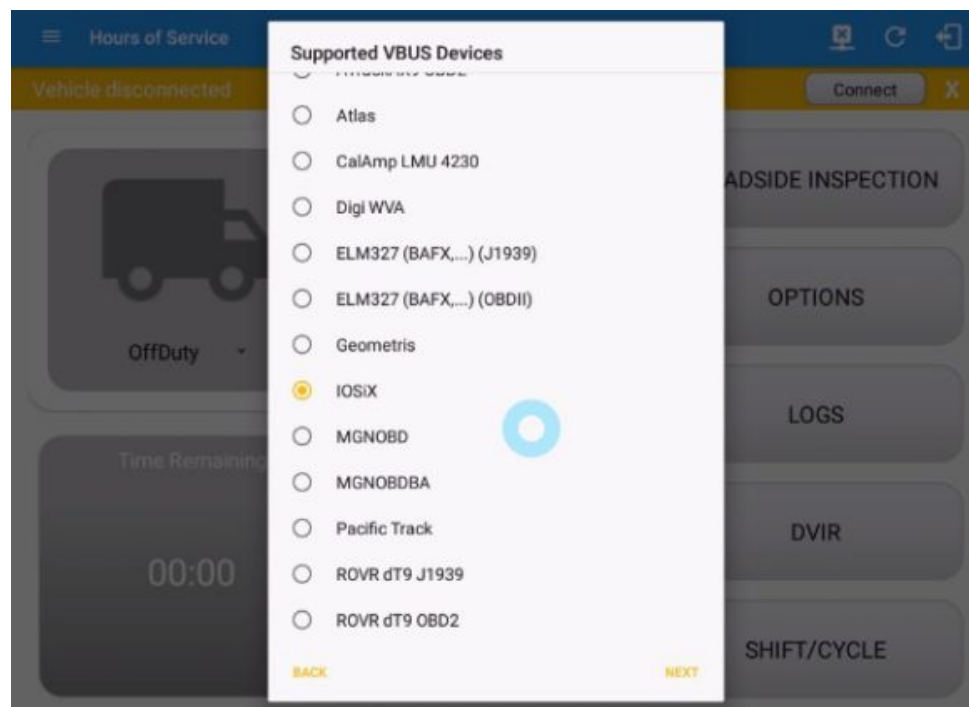 Hours of Service
Supported VBUS Devices
Vehicle disconnected
Connect
X
Atlas
CalAmp LMU 4230
Digi WVA
ELM327 (BAFX,...) (J1939)
ELM327 (BAFX,...) (OBDII)
Geometris
IOSiX
MGNOBD
MGNOBDBA
Pacific Track
ROVR dT9 J1939
ROVR dT9 OBD2
BACK
NEXT
OffDuty
Time Remaining
00:00
ADSIDE INSPECTION
OPTIONS
LOGS
DVIR
SHIFT/CYCLE